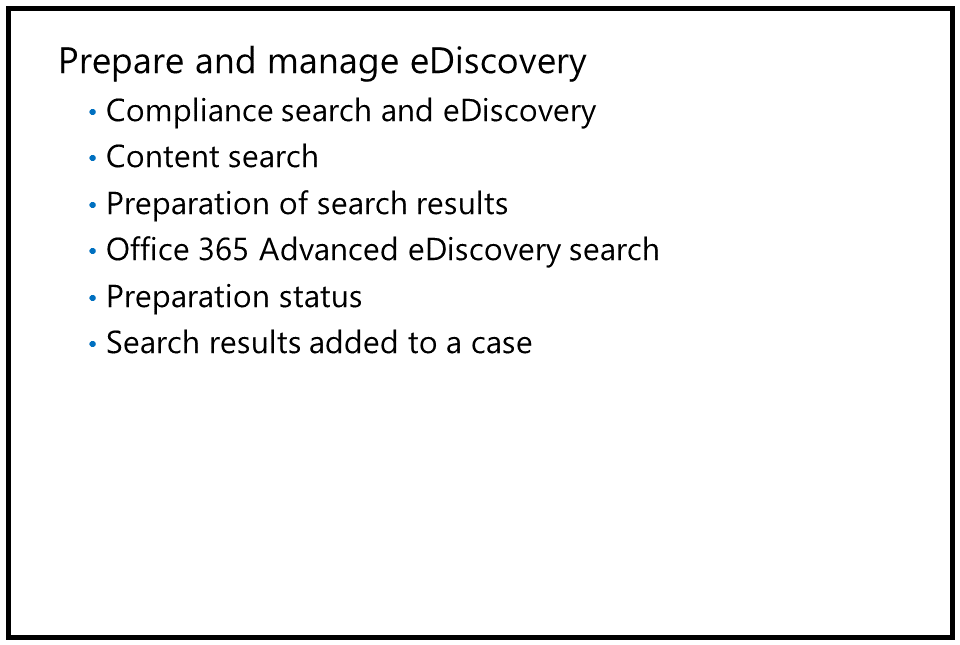 Prepare and manage eDiscovery
• Compliance search and eDiscovery
• Content search
• Preparation of search results
• Office 365 Advanced eDiscovery search
• Preparation status
• Search results added to a case